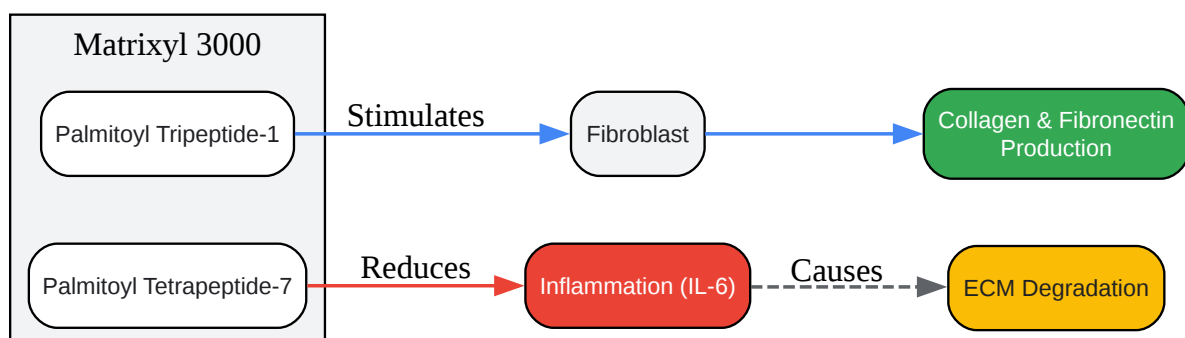 Matrixyl 3000
Palmitoyl Tripeptide-1
Stimulates
Fibroblast
Collagen & Fibronectin
Production
Palmitoyl Tetrapeptide-7
Reduces
Inflammation (IL-6)
Causes
ECM Degradation